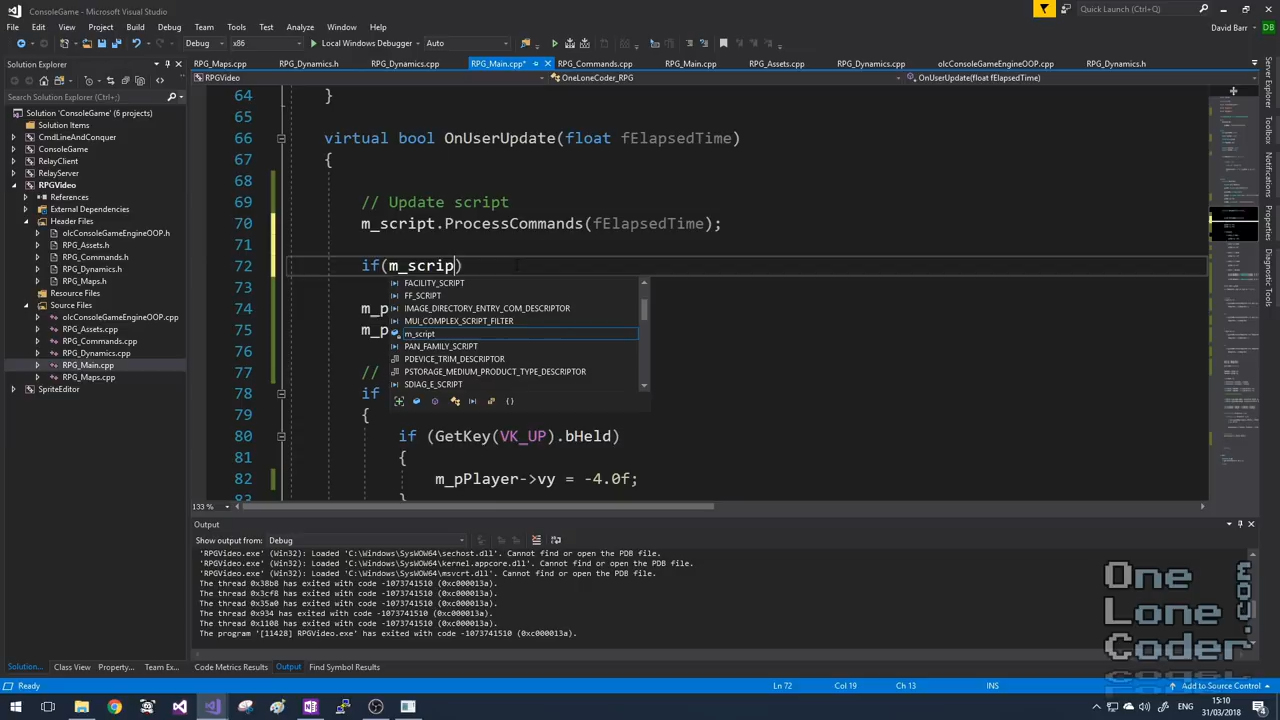 ConsoleGame - Microsoft Visual Studio
Quick Launch (Ctrl+Q)
File Edit View Project Build Debug Team Tools Test Analyze Window Help
David Barr DB
Debug x86 Local Windows Debugger Auto
Solution Explorer
RPG_Maps.cpp RPG_Dynamics.h RPG_Dynamics.cpp RPG_Main.cpp* RPG_Commands.cpp RPG_Main.cpp RPG_Assets.cpp RPG_Dynamics.cpp olcConsoleGameEngineOOP.cpp RPG_Dynamics.h
RPGVideo OneLoneCoder_RPG OnUserUpdate(float fElapsedTime)
Search Solution Explorer (Ctrl+;)
Solution 'ConsoleGame' (6 projects)
Solution Items
CmdLineAndConquer
ConsoleGame
RelayClient
RelayServer
RPGVideo
References
External Dependencies
Header Files
olcConsoleGameEngineOOP.h
RPG_Assets.h
RPG_Commands.h
RPG_Dynamics.h
RPG_Maps.h
Resource Files
Source Files
olcConsoleGameEngineOOP.cpp
RPG_Assets.cpp
RPG_Commands.cpp
RPG_Dynamics.cpp
RPG_Main.cpp
RPG_Maps.cpp
SpriteEditor
64 }
65
66 virtual bool OnUserUpdate(float fElapsedTime)
67 {
68
69 // Update script
70 m_script.ProcessCommands(fElapsedTime);
71
72 if(m_scrip)
73
74 m_p
75 m_p
76
77 //
78 if
79 {
80 if (GetKey(VK_UP).bHeld)
81 {
82 m_pPlayer->vy = -4.0f;
83 }
FACILITY_SCRIPT
FF_SCRIPT
IMAGE_DIRECTORY_ENTRY_COM_DESCRIPTOR
MUI_COMPLEX_SCRIPT_FILTER
m_script
PAN_FAMILY_SCRIPT
PDEVICE_TRIM_DESCRIPTOR
PSTORAGE_MEDIUM_PRODUCT_TYPE_DESCRIPTOR
SDIAG_E_SCRIPT
133 %
Output
Show output from: Debug
'RPGVideo.exe' (Win32): Loaded 'C:\Windows\SysWOW64\sechost.dll'. Cannot find or open the PDB file.
'RPGVideo.exe' (Win32): Loaded 'C:\Windows\SysWOW64\kernel.appcore.dll'. Cannot find or open the PDB file.
'RPGVideo.exe' (Win32): Loaded 'C:\Windows\SysWOW64\msvcrt.dll'. Cannot find or open the PDB file.
The thread 0x38b8 has exited with code -1073741510 (0xc000013a).
The thread 0x3cf8 has exited with code -1073741510 (0xc000013a).
The thread 0x35a0 has exited with code -1073741510 (0xc000013a).
The thread 0x934 has exited with code -1073741510 (0xc000013a).
The thread 0x1108 has exited with code -1073741510 (0xc000013a).
The program '[11428] RPGVideo.exe' has exited with code -1073741510 (0xc000013a).
Solution... Class View Property... Team Ex... Code Metrics Results Output Find Symbol Results
Server Explorer
Toolbox
Notifications
Properties
Diagnostic Tools
One
Lone
Coder
.com
Ready Ln 72 Col 19 Ch 13 INS Add to Source Control
ENG 15:10
31/03/2018